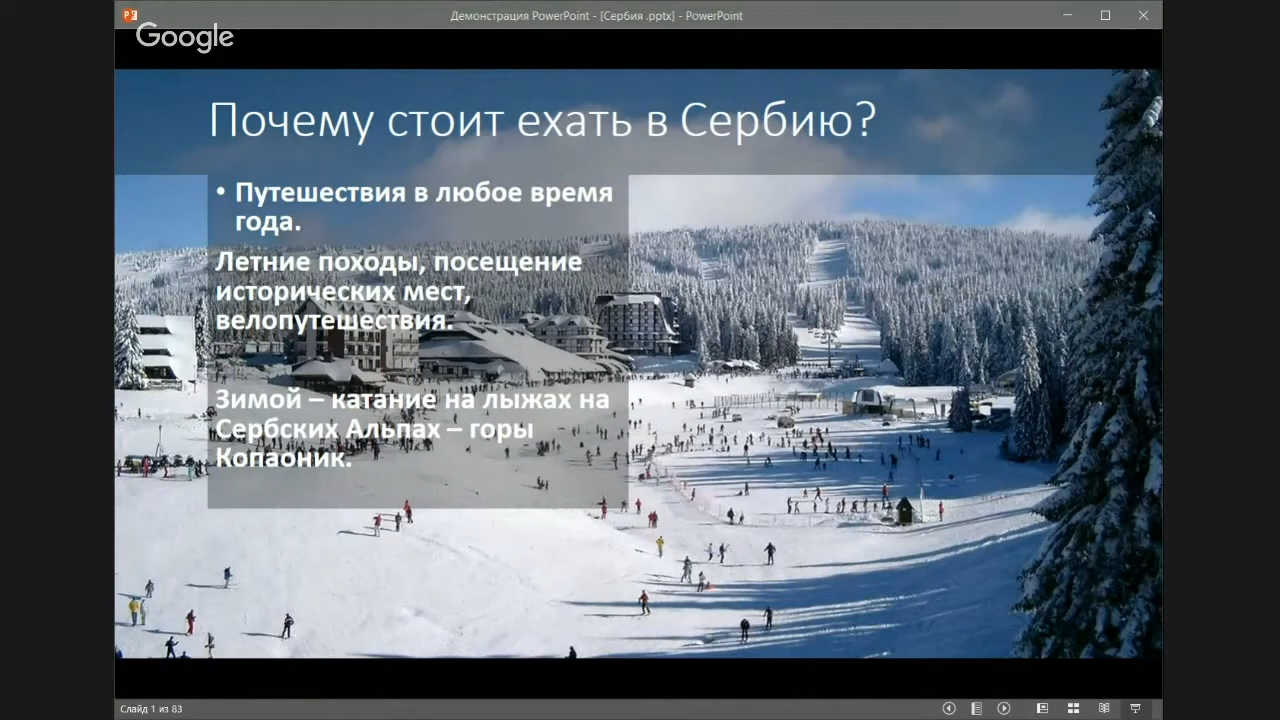 Демонстрация PowerPoint - [Сербия .pptx] - PowerPoint
Google
Почему стоит ехать в Сербию?
• Путешествия в любое время
года.
Летние походы, посещение
исторических мест,
велопутешествия.
Зимой – катание на лыжах на
Сербских Альпах – горы
Копаоник.
Слайд 1 из 83